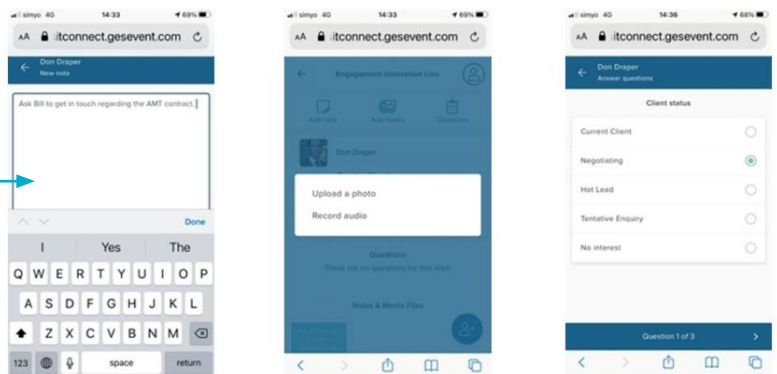 simyo 4G 14:33 69%
AA itconnect.gesevent.com
Don Draper
New note
Ask Bill to get in touch regarding the AMT contract.
Done
I Yes The
Q W E R T Y U I O P
A S D F G H J K L
Z X C V B N M
123 space return
simyo 4G 14:33 69%
AA itconnect.gesevent.com
Engagement Innovation Live
Add note Add media Questions
Don Draper
Upload a photo
Record audio
Questions
There are no questions for this lead.
Notes & Media Files
simyo 4G 14:36 68%
AA itconnect.gesevent.com
Don Draper
Answer questions
Client status
Current Client
Negotiating
Hot Lead
Tentative Enquiry
No interest
Question 1 of 3